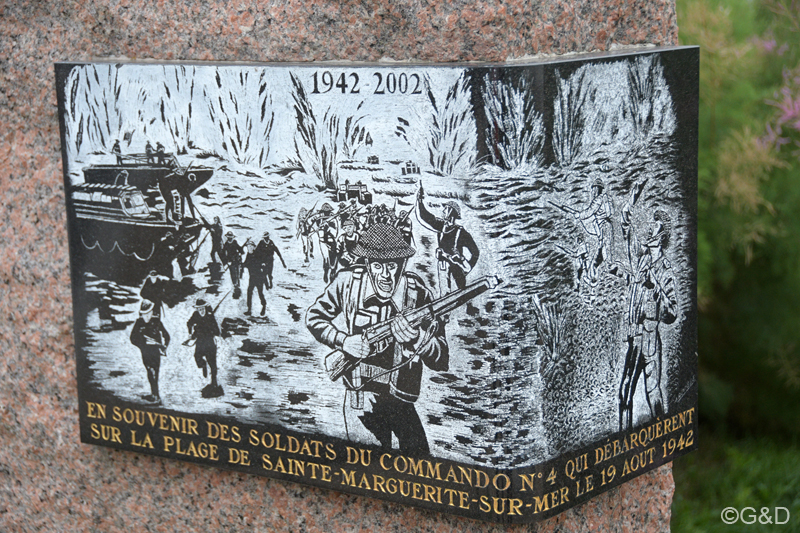 1942-2002
EN SOUVENIR DES SOLDATS DU COMMANDO N°4 QUI DÉBARQUÈRENT
SUR LA PLAGE DE SAINTE-MARGUERITE-SUR-MER LE 19 AOUT 1942
©G&D